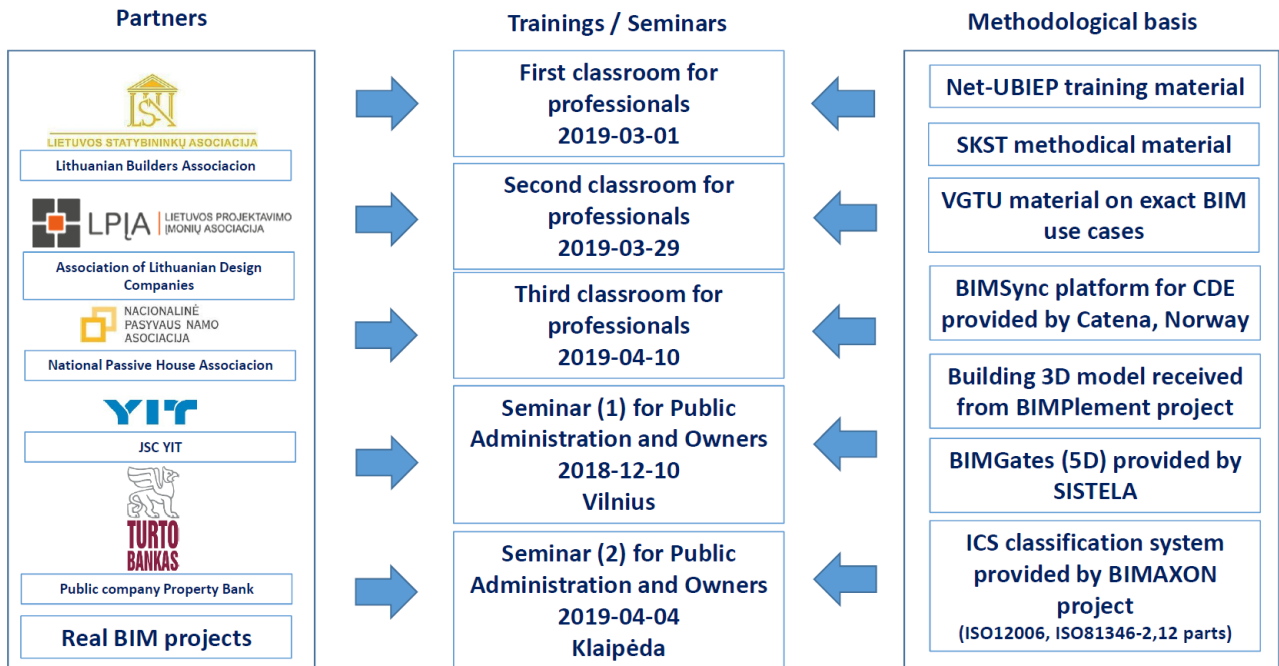 Partners
LSA
LIETUVOS STATYBININKŲ ASOCIACIJA
Lithuanian Builders Associacion
LPĮA
LIETUVOS PROJEKTAVIMO
ĮMONIŲ ASOCIACIJA
Association of Lithuanian Design
Companies
NACIONALINĖ
PASYVAUS NAMO
ASOCIACIJA
National Passive House Associacion
YIT
JSC YIT
TURTO
BANKAS
Public company Property Bank
Real BIM projects
Trainings / Seminars
First classroom for
professionals
2019-03-01
Second classroom for
professionals
2019-03-29
Third classroom for
professionals
2019-04-10
Seminar (1) for Public
Administration and Owners
2018-12-10
Vilnius
Seminar (2) for Public
Administration and Owners
2019-04-04
Klaipėda
Methodological basis
Net-UBIEP training material
SKST methodical material
VGTU material on exact BIM
use cases
BIMSync platform for CDE
provided by Catena, Norway
Building 3D model received
from BIMPlement project
BIMGates (5D) provided by
SISTELA
ICS classification system
provided by BIMAXON
project
(ISO12006, ISO81346-2,12 parts)